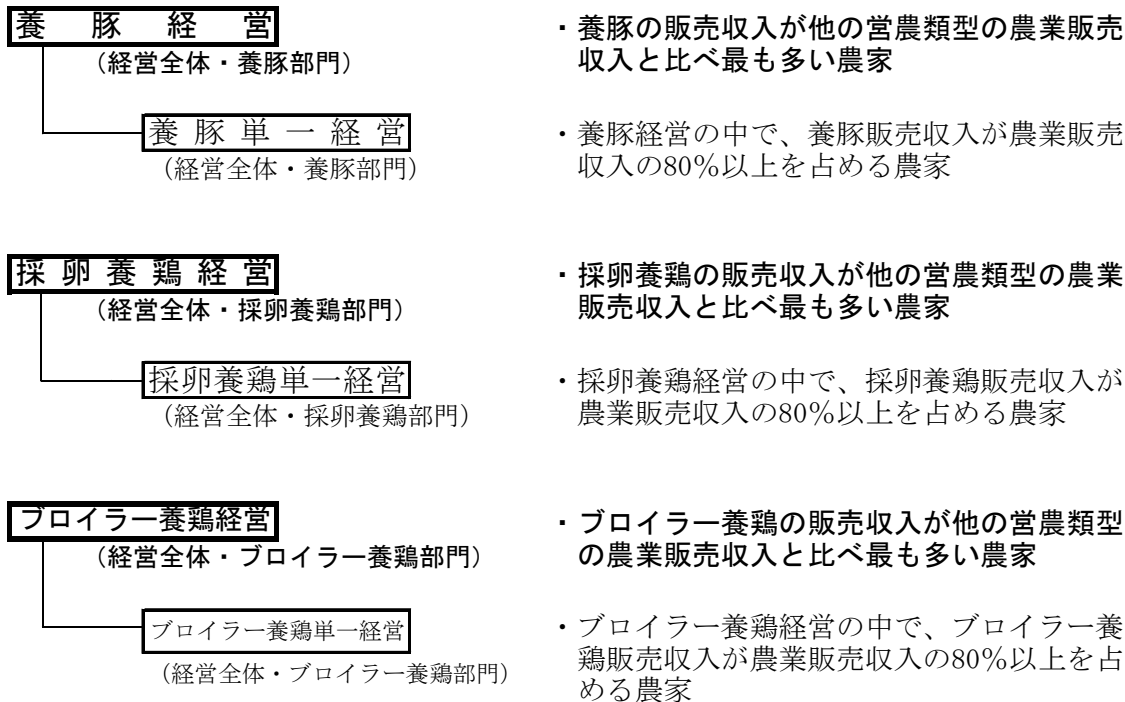 養豚経営
(経営全体・養豚部門)
・養豚の販売収入が他の営農類型の農業販売
収入と比べ最も多い農家
養豚単一経営
(経営全体・養豚部門)
・養豚経営の中で、養豚販売収入が農業販売
収入の80%以上を占める農家
採卵養鶏経営
(経営全体・採卵養鶏部門)
・採卵養鶏の販売収入が他の営農類型の農業
販売収入と比べ最も多い農家
採卵養鶏単一経営
(経営全体・採卵養鶏部門)
・採卵養鶏経営の中で、採卵養鶏販売収入が
農業販売収入の80%以上を占める農家
ブロイラー養鶏経営
(経営全体・ブロイラー養鶏部門)
・ブロイラー養鶏の販売収入が他の営農類型
の農業販売収入と比べ最も多い農家
ブロイラー養鶏単一経営
(経営全体・ブロイラー養鶏部門)
・ブロイラー養鶏経営の中で、ブロイラー養
鶏販売収入が農業販売収入の80%以上を占
める農家